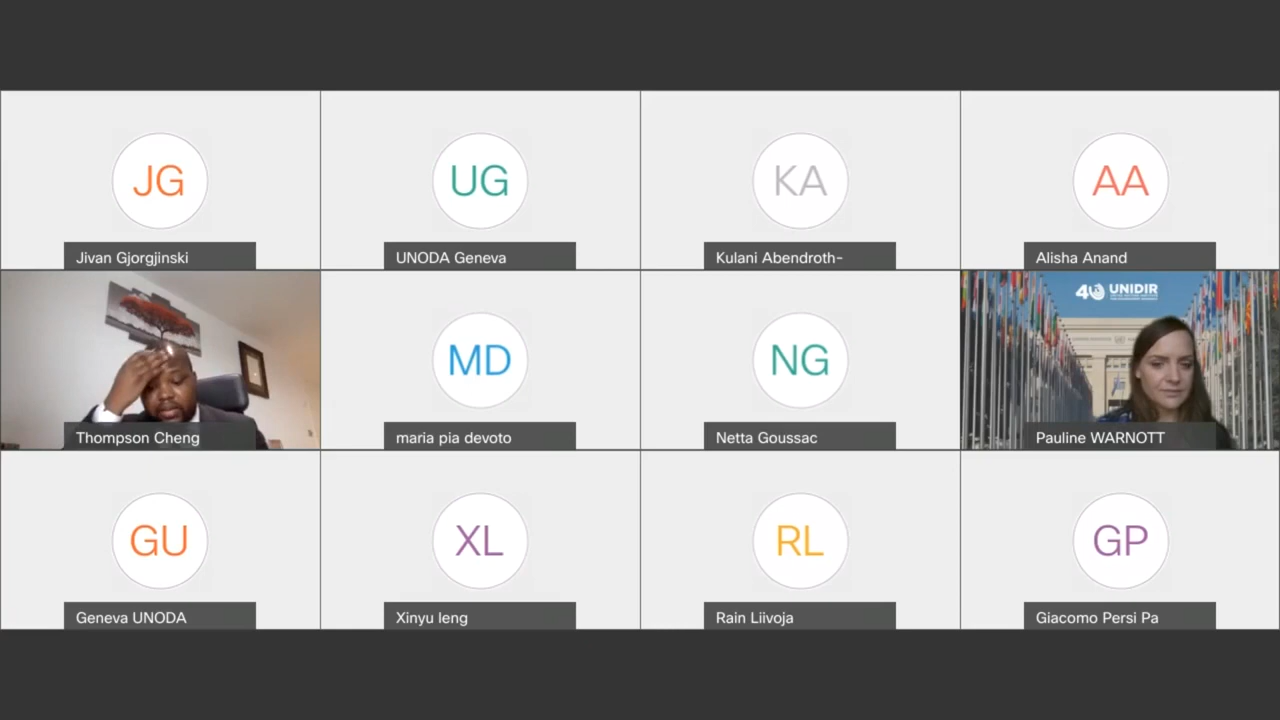 JG
UG
KA
AA
Jivan Gjorgjinski
UNODA Geneva
Kulani Abendroth-
Alisha Anand
40 UNIDIR
MD
NG
Thompson Cheng
maria pia devoto
Netta Goussac
Pauline WARNOTT
GU
XL
RL
GP
Geneva UNODA
Xinyu leng
Rain Liivoja
Giacomo Persi Pa